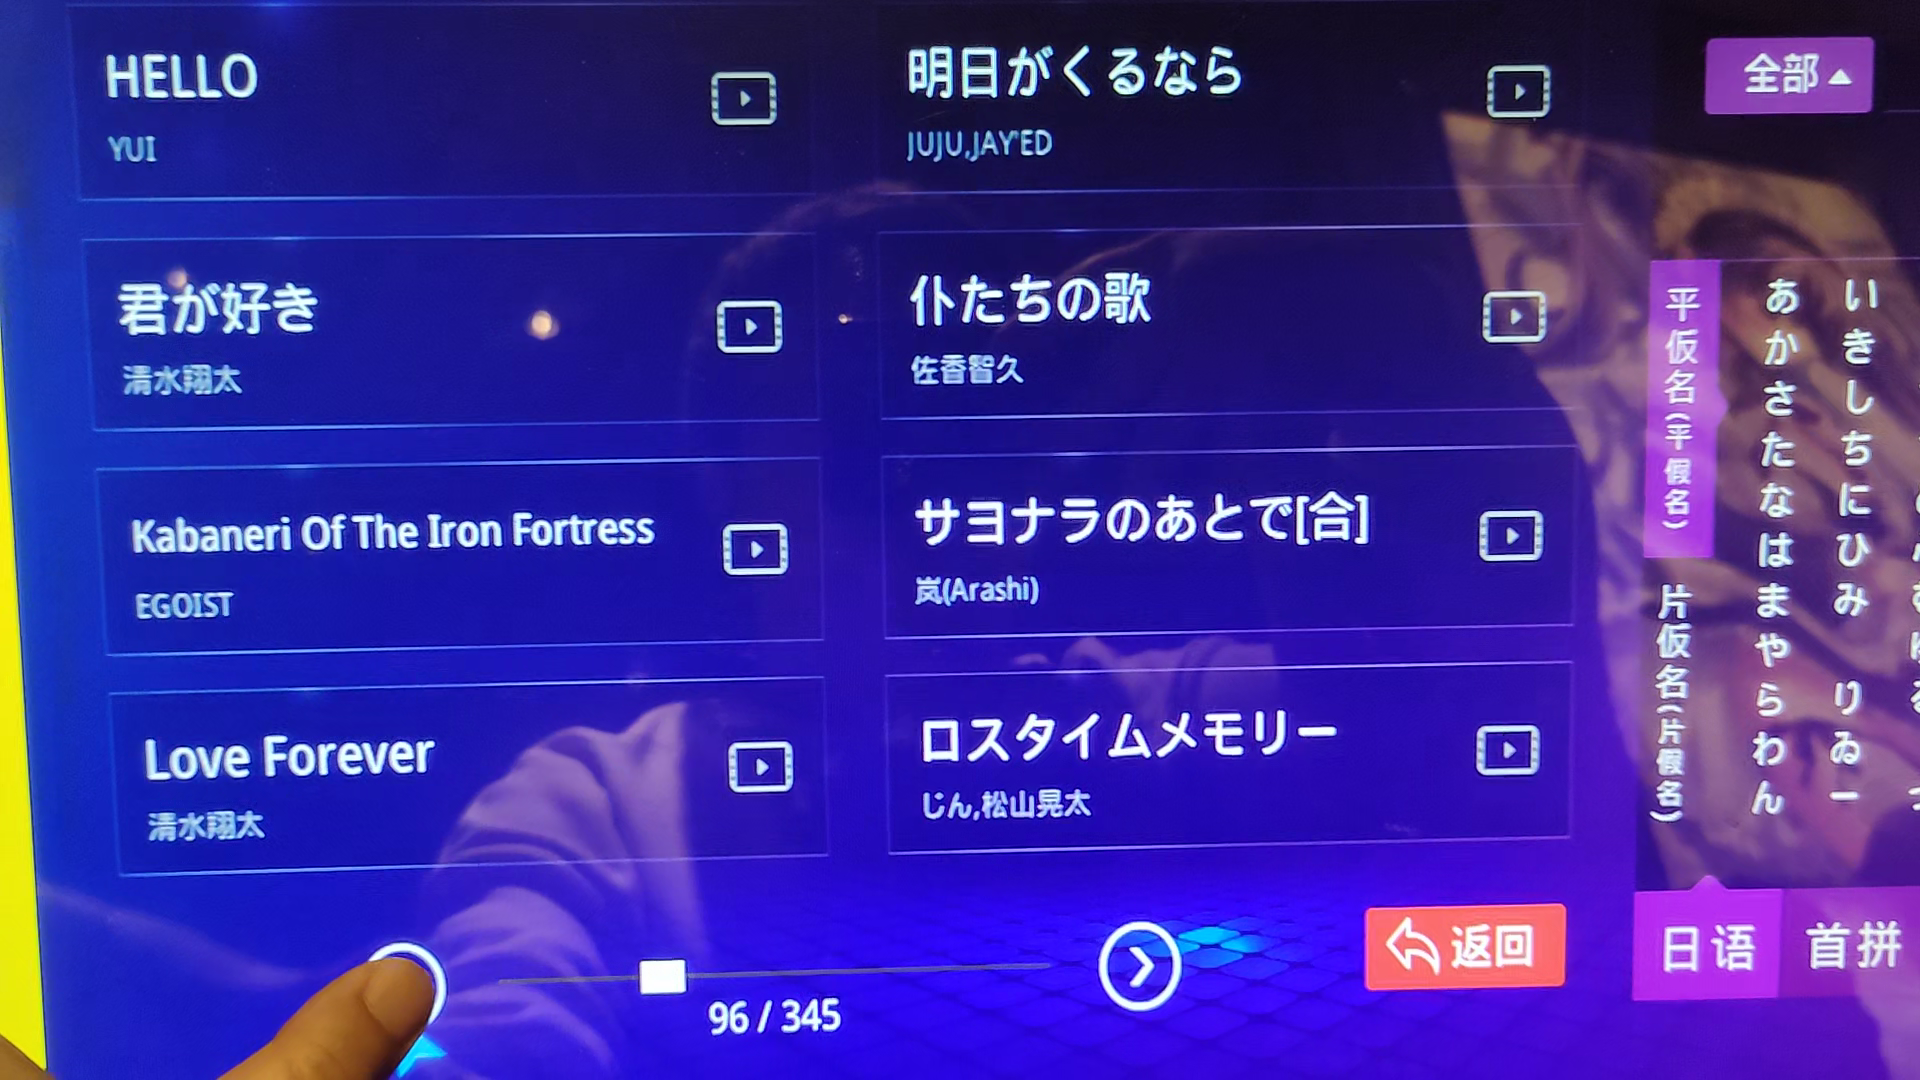 HELLO
YUI
明日がくるなら
JUJU,JAY'ED
君が好き
清水翔太
仆たちの歌
佐香智久
Kabaneri Of The Iron Fortress
EGOIST
サヨナラのあとで[合]
岚(Arashi)
Love Forever
清水翔太
ロスタイムメモリー
じん,松山晃太
96 / 345
返回
全部
平仮名(平假名)
片仮名(片假名)
あかさたなはまやらわん
いきしちにひみ りゐー
日语
首拼